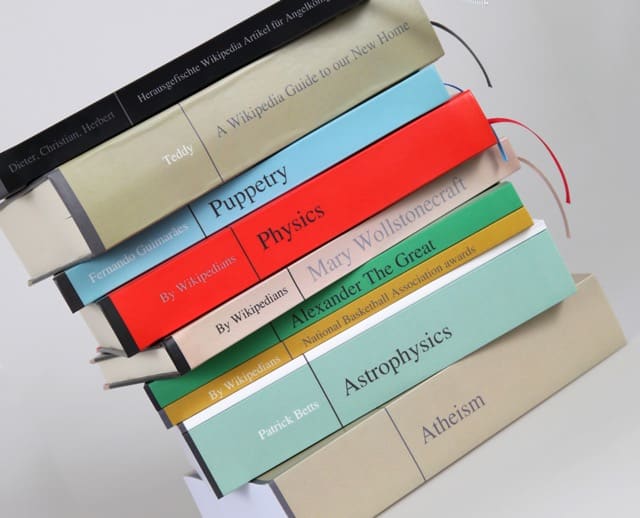 Dieter, Christian, Herbert
Herausgefischte Wikipedia Artikel für Angelkönig
Teddy
A Wikipedia Guide to our New Home
Fernando Guimarães
Puppetry
By Wikipedians
Physics
By Wikipedians
Mary Wollstonecraft
Alexander The Great
By Wikipedians
National Basketball Association awards
Patrick Betts
Astrophysics
Atheism